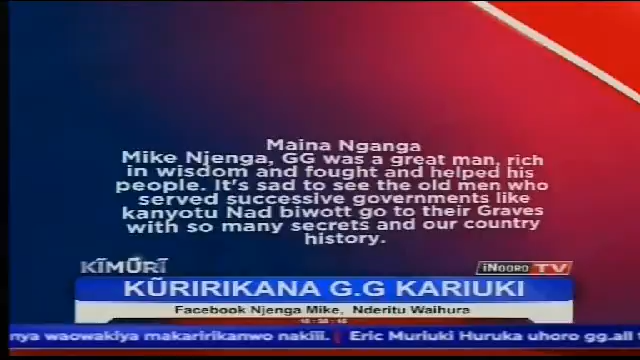 Maina Nganga
Mike Njenga, GG was a great man, rich
in wisdom and fought and helped his
people. It's sad to see the old men who
served successive governments like
kanyotu Nad biwott go to their Graves
with so many secrets and our country
history.
KĨMŨRĨ
iNOORO TV
KŨRIRIKANA G.G KARIUKI
Facebook Njenga Mike, Nderitu Waihura
nya waowakiya makaririkanwo nakiii. | Eric Muriuki Huruka uhoro gg.all